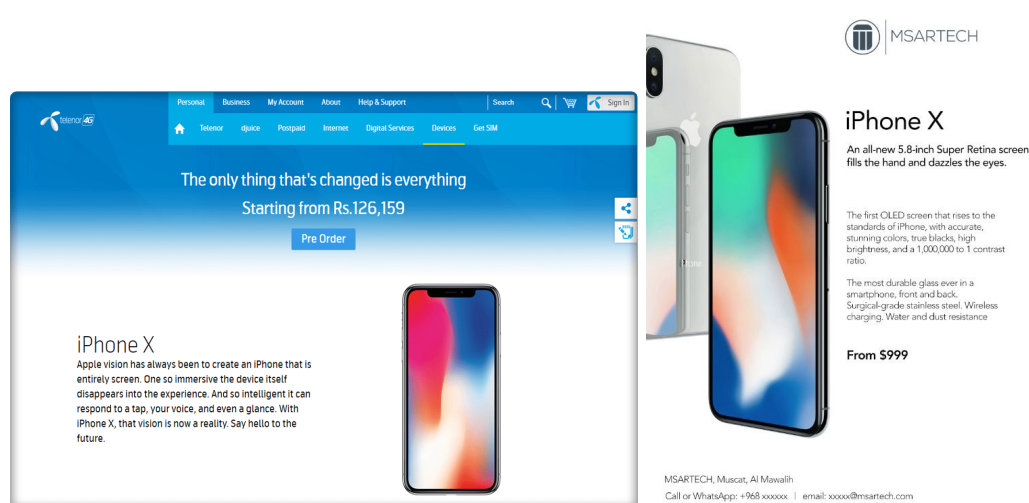 telenor 4G
Personal Business My Account About Help & Support Search Sign In
Telenor djuice Postpaid Internet Digital Services Devices Get SIM
The only thing that's changed is everything
Starting from Rs.126,159
Pre Order
iPhone X
Apple vision has always been to create an iPhone that is
entirely screen. One so immersive the device itself
disappears into the experience. And so intelligent it can
respond to a tap, your voice, and even a glance. With
iPhone X, that vision is now a reality. Say hello to the
future.
MSARTECH
iPhone X
An all-new 5.8-inch Super Retina screen
fills the hand and dazzles the eyes.
The first OLED screen that rises to the
standards of iPhone, with accurate,
stunning colors, true blacks, high
brightness, and a 1,000,000 to 1 contrast
ratio.
The most durable glass ever in a
smartphone, front and back.
Surgical-grade stainless steel. Wireless
charging. Water and dust resistance
From $999
iPhone
MSARTECH, Muscat, Al Mawalih
Call or WhatsApp: +968 xxxxxx | email: xxxxx@msartech.com